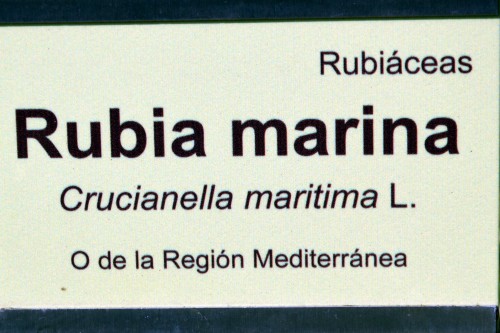 Rubiáceas
Rubia marina
Crucianella maritima L.
O de la Región Mediterránea